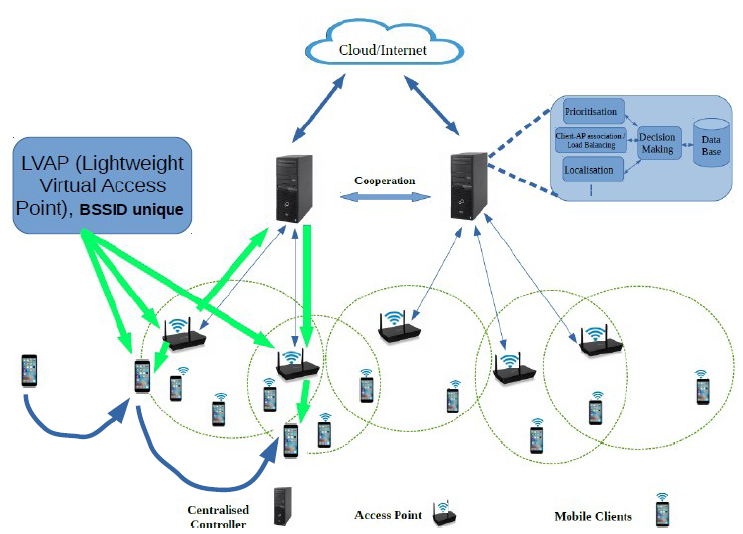 Cloud/Internet
LVAP (Lightweight
Virtual Access
Point), BSSID unique
Cooperation
Prioritisation
Client-AP association /
Load Balancing
Localisation
Decision
Making
Data
Base
Centralised
Controller
Access Point
Mobile Clients